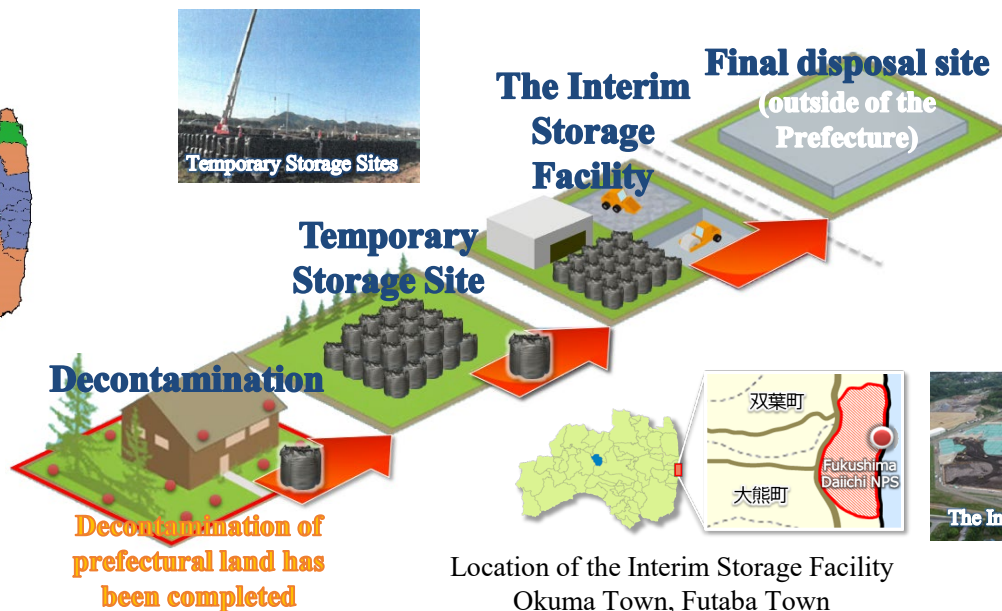 Temporary Storage Sites
Final disposal site
(outside of the
Prefecture)
The Interim
Storage
Facility
Temporary
Storage Site
Decontamination
Decontamination of
prefectural land has
been completed
双葉町
大熊町
Fukushima
Daiichi NPS
Location of the Interim Storage Facility
Okuma Town, Futaba Town
The In